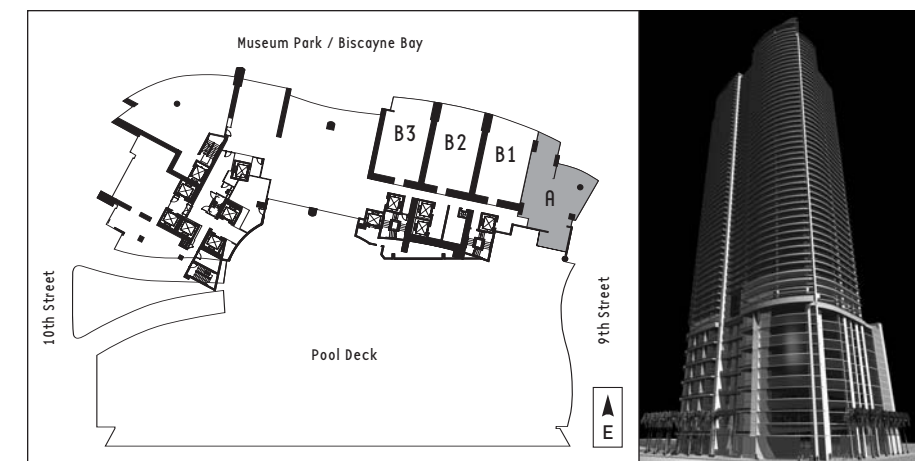 Museum Park / Biscayne Bay
B3
B2
B1
A
10th Street
9th Street
Pool Deck
E